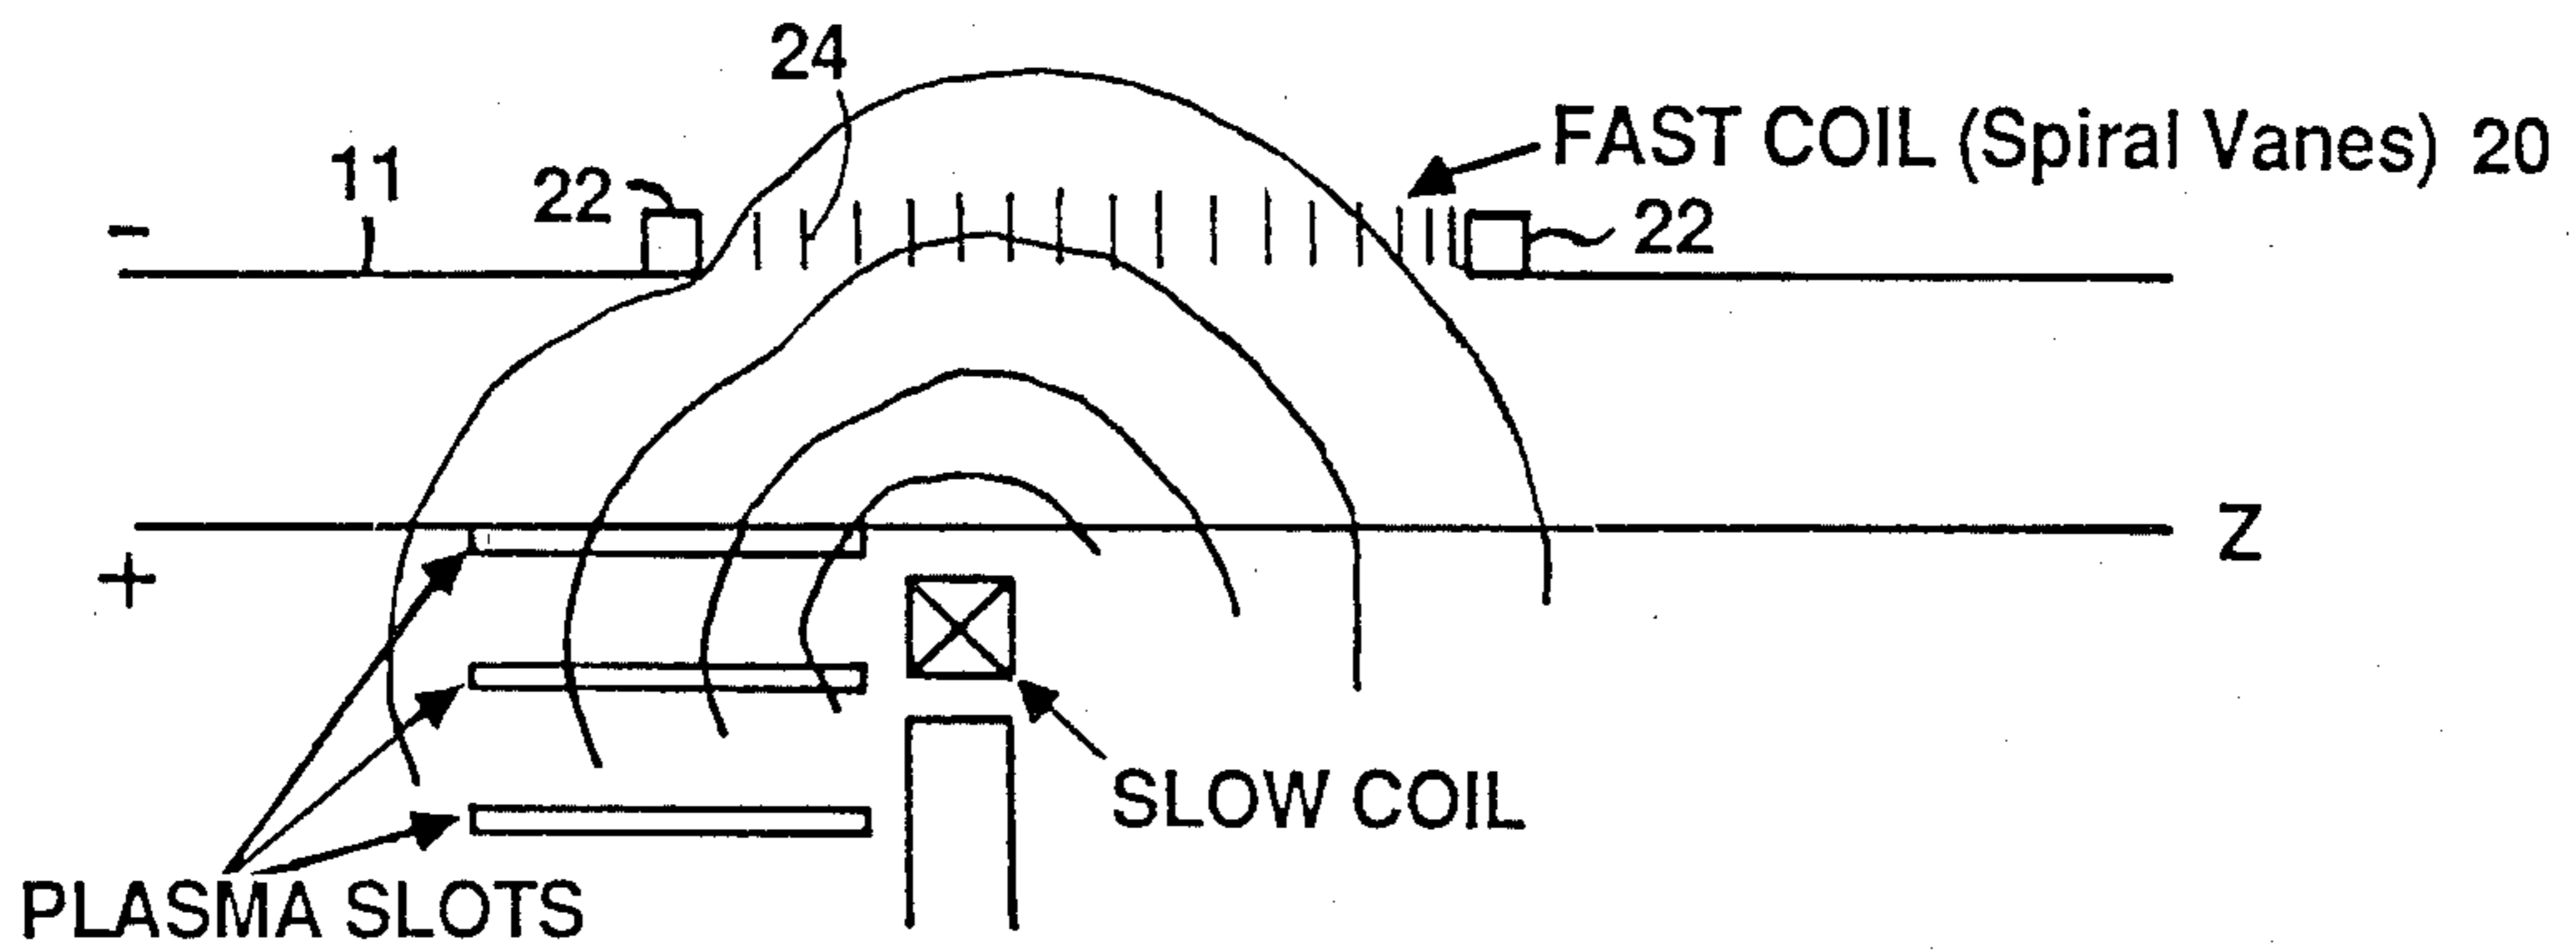 24
FAST COIL (Spiral Vanes) 20
11
22
22
-
Z
+
SLOW COIL
PLASMA SLOTS